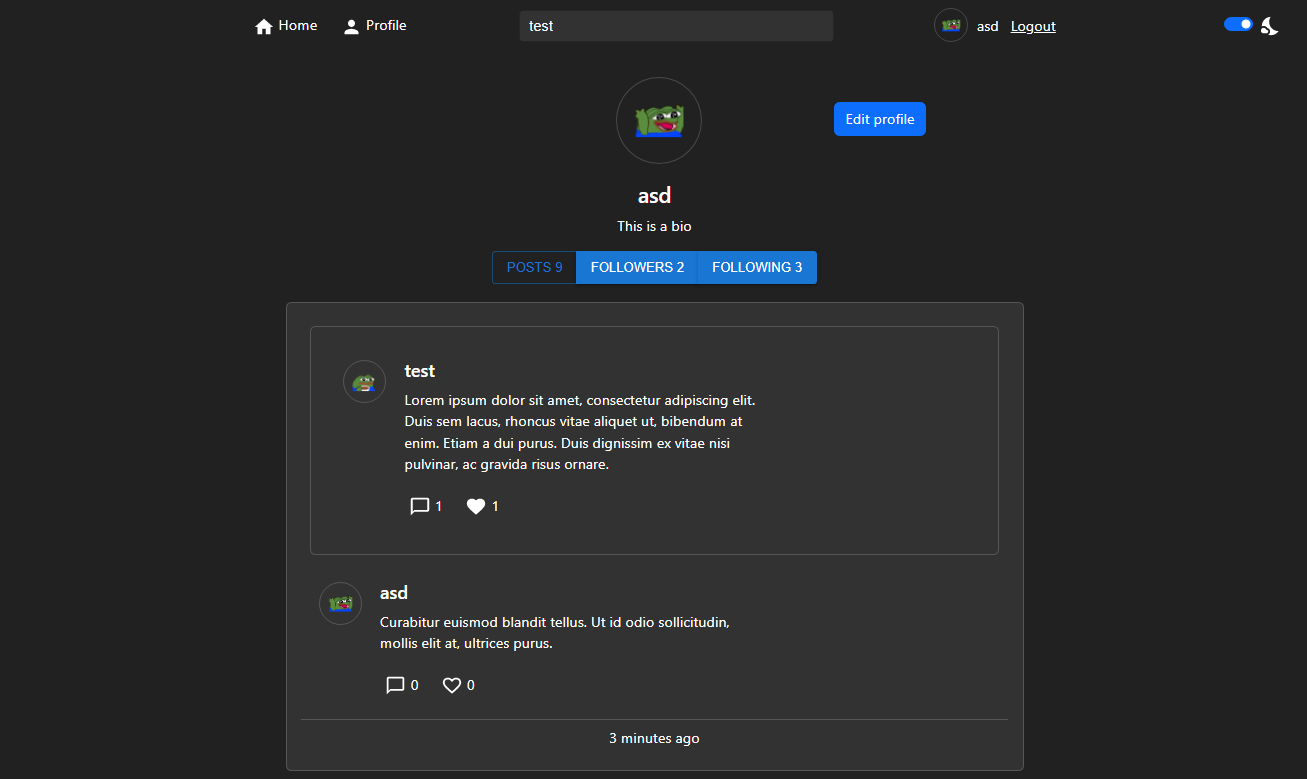 Home
Profile
test
asd
Logout
Edit profile
asd
This is a bio
POSTS 9
FOLLOWERS 2
FOLLOWING 3
test
Lorem ipsum dolor sit amet, consectetur adipiscing elit.
Duis sem lacus, rhoncus vitae aliquet ut, bibendum at
enim. Etiam a dui purus. Duis dignissim ex vitae nisi
pulvinar, ac gravida risus ornare.
1
1
asd
Curabitur euismod blandit tellus. Ut id odio sollicitudin,
mollis elit at, ultrices purus.
0
0
3 minutes ago